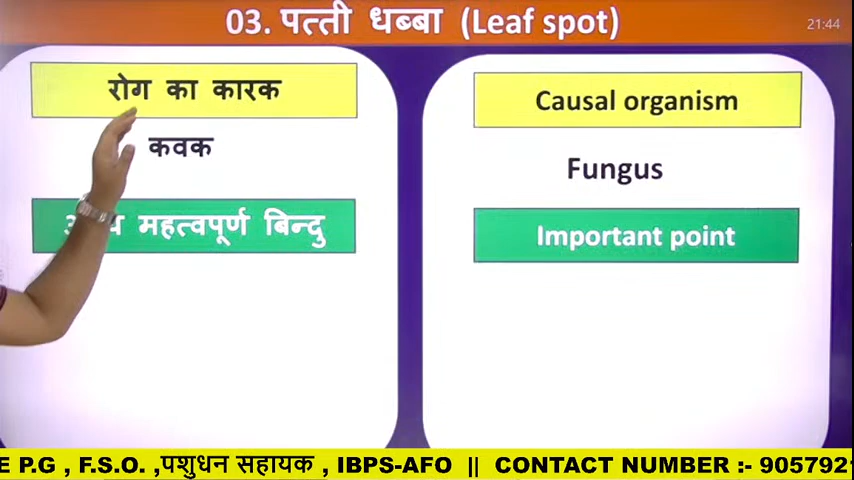 03. पत्ती धब्बा (Leaf spot)
21:44
रोग का कारक
कवक
महत्वपूर्ण बिन्दु
Causal organism
Fungus
Important point
E P.G , F.S.O. ,पशुधन सहायक , IBPS-AFO || CONTACT NUMBER :- 905792